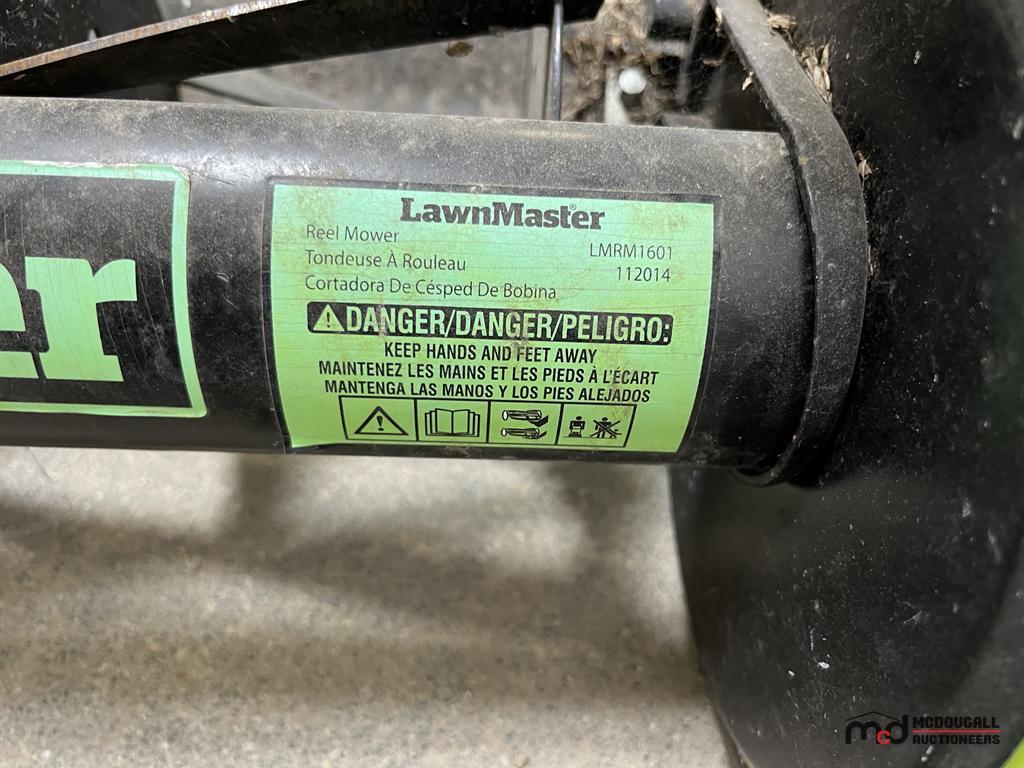 er
LawnMaster®
Reel Mower LMRM1601
Tondeuse À Rouleau 112014
Cortadora De Césped De Bobina
DANGER/DANGER/PELIGRO:
KEEP HANDS AND FEET AWAY
MAINTENEZ LES MAINS ET LES PIEDS À L'ÉCART
MANTENGA LAS MANOS Y LOS PIES ALEJADOS
mcd MCDOUGALL
AUCTIONEERS